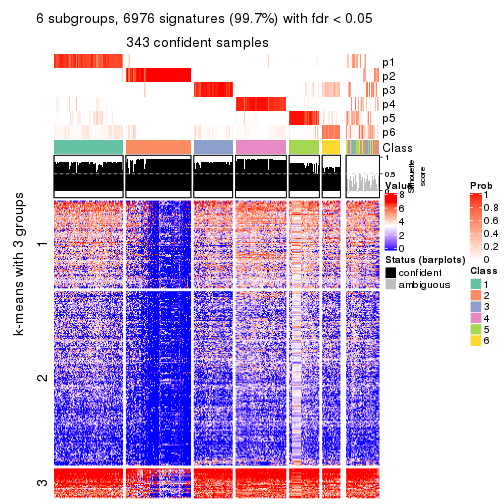 6 subgroups, 6976 signatures (99.7%) with fdr < 0.05
343 confident samples
p1
p2
p3
p4
p5
p6
Class
1
0.5
0
Silhouette
score
k-means with 3 groups
1
2
3
Value
8
6
4
2
0
Status (barplots)
confident
ambiguous
Prob
1
0.8
0.6
0.4
0.2
0
Class
1
2
3
4
5
6